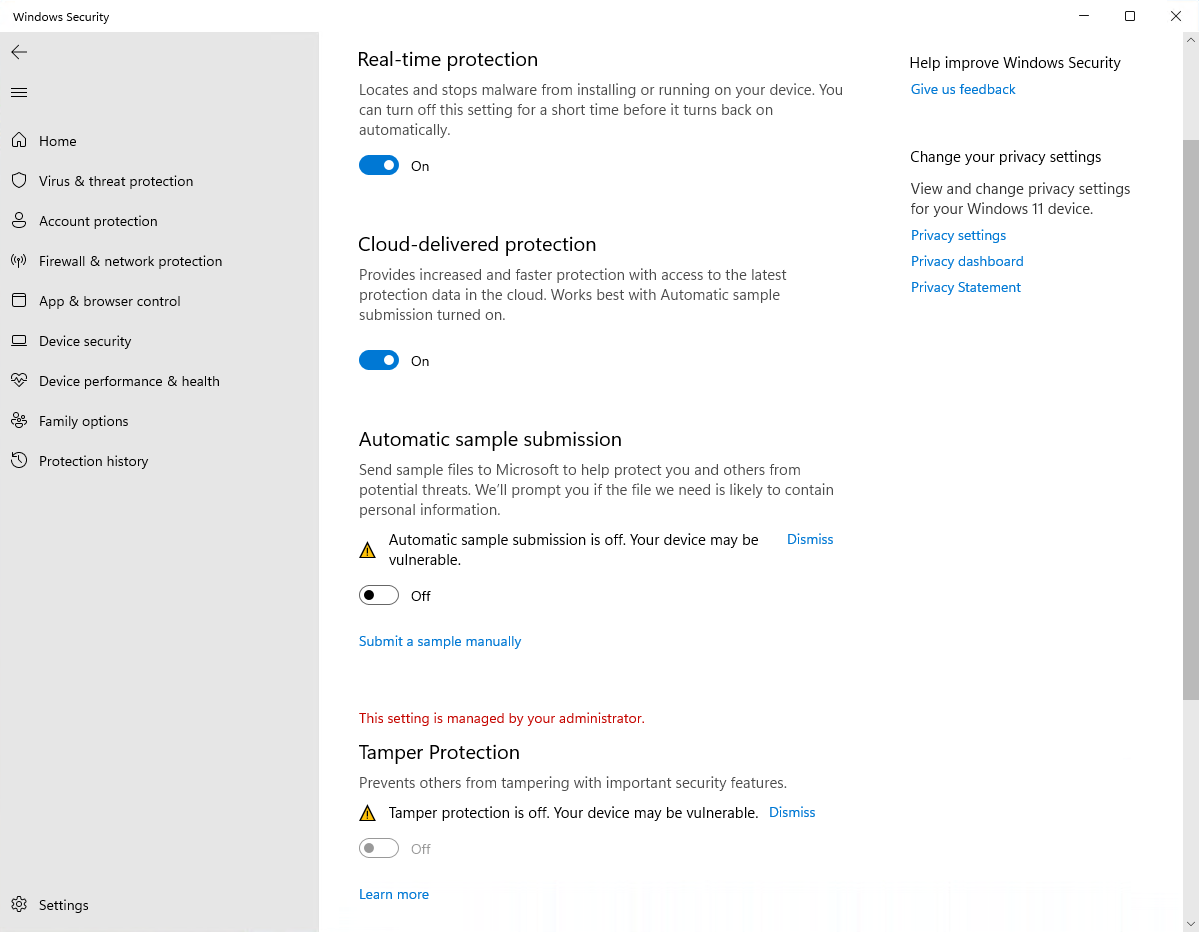 Windows Security
Home
Virus & threat protection
Account protection
Firewall & network protection
App & browser control
Device security
Device performance & health
Family options
Protection history
Settings
Real-time protection
Locates and stops malware from installing or running on your device. You
can turn off this setting for a short time before it turns back on
automatically.
On
Cloud-delivered protection
Provides increased and faster protection with access to the latest
protection data in the cloud. Works best with Automatic sample
submission turned on.
On
Automatic sample submission
Send sample files to Microsoft to help protect you and others from
potential threats. We’ll prompt you if the file we need is likely to contain
personal information.
Automatic sample submission is off. Your device may be
vulnerable.
Dismiss
Off
Submit a sample manually
This setting is managed by your administrator.
Tamper Protection
Prevents others from tampering with important security features.
Tamper protection is off. Your device may be vulnerable.
Dismiss
Off
Learn more
Help improve Windows Security
Give us feedback
Change your privacy settings
View and change privacy settings
for your Windows 11 device.
Privacy settings
Privacy dashboard
Privacy Statement